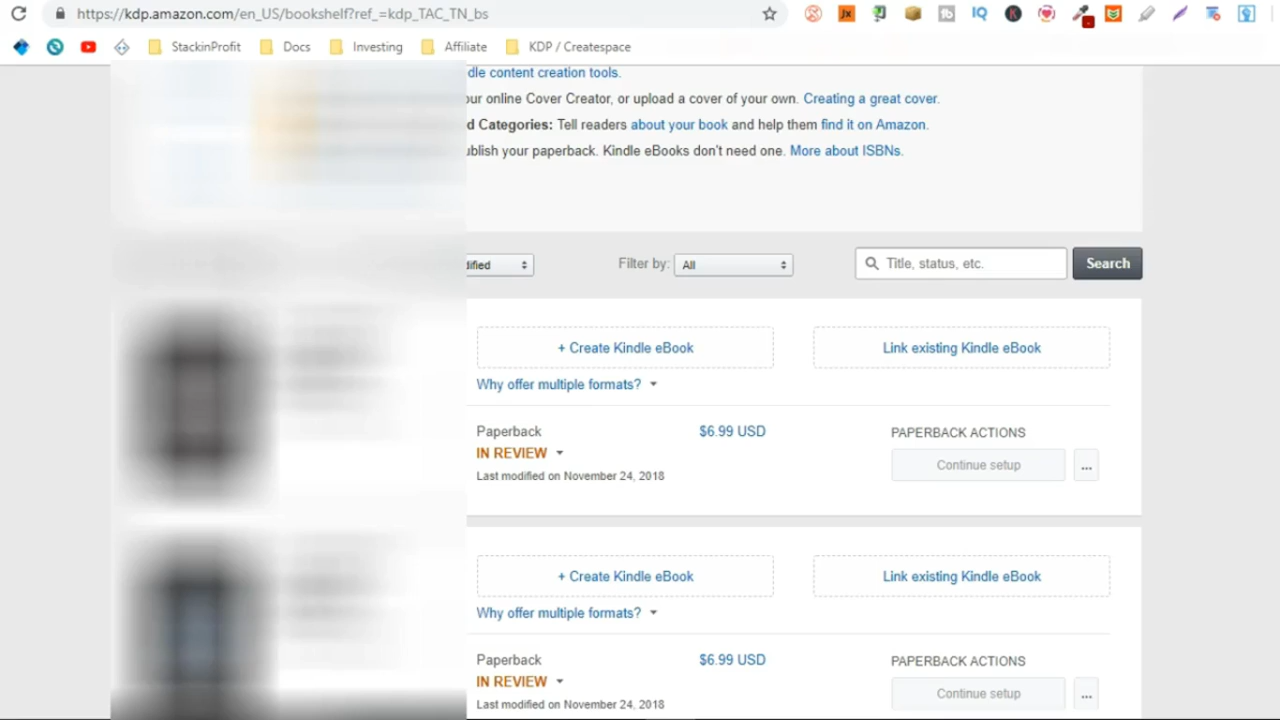 https://kdp.amazon.com/en_US/bookshelf?ref_=kdp_TAC_TN_bs
StackinProfit Docs Investing Affiliate KDP / Createspace
content creation tools.
online Cover Creator, or upload a cover of your own. Creating a great cover.
Categories: Tell readers about your book and help them find it on Amazon.
your paperback. Kindle eBooks don't need one. More about ISBNs.
Filter by: All Title, status, etc. Search
+ Create Kindle eBook Link existing Kindle eBook
Why offer multiple formats?
Paperback $6.99 USD PAPERBACK ACTIONS
IN REVIEW Continue setup ...
Last modified on November 24, 2018
+ Create Kindle eBook Link existing Kindle eBook
Why offer multiple formats?
Paperback $6.99 USD PAPERBACK ACTIONS
IN REVIEW Continue setup ...
Last modified on November 24, 2018